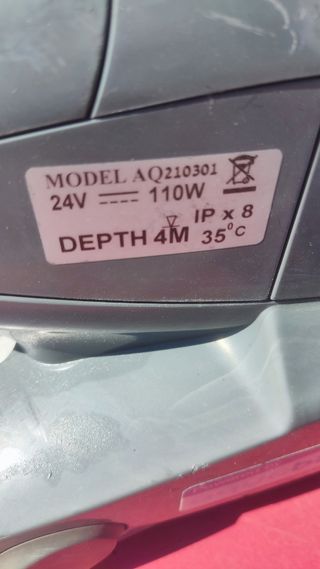 MODEL AQ210301
24V ⎓ 110W
IP x 8
DEPTH 4M 35°C